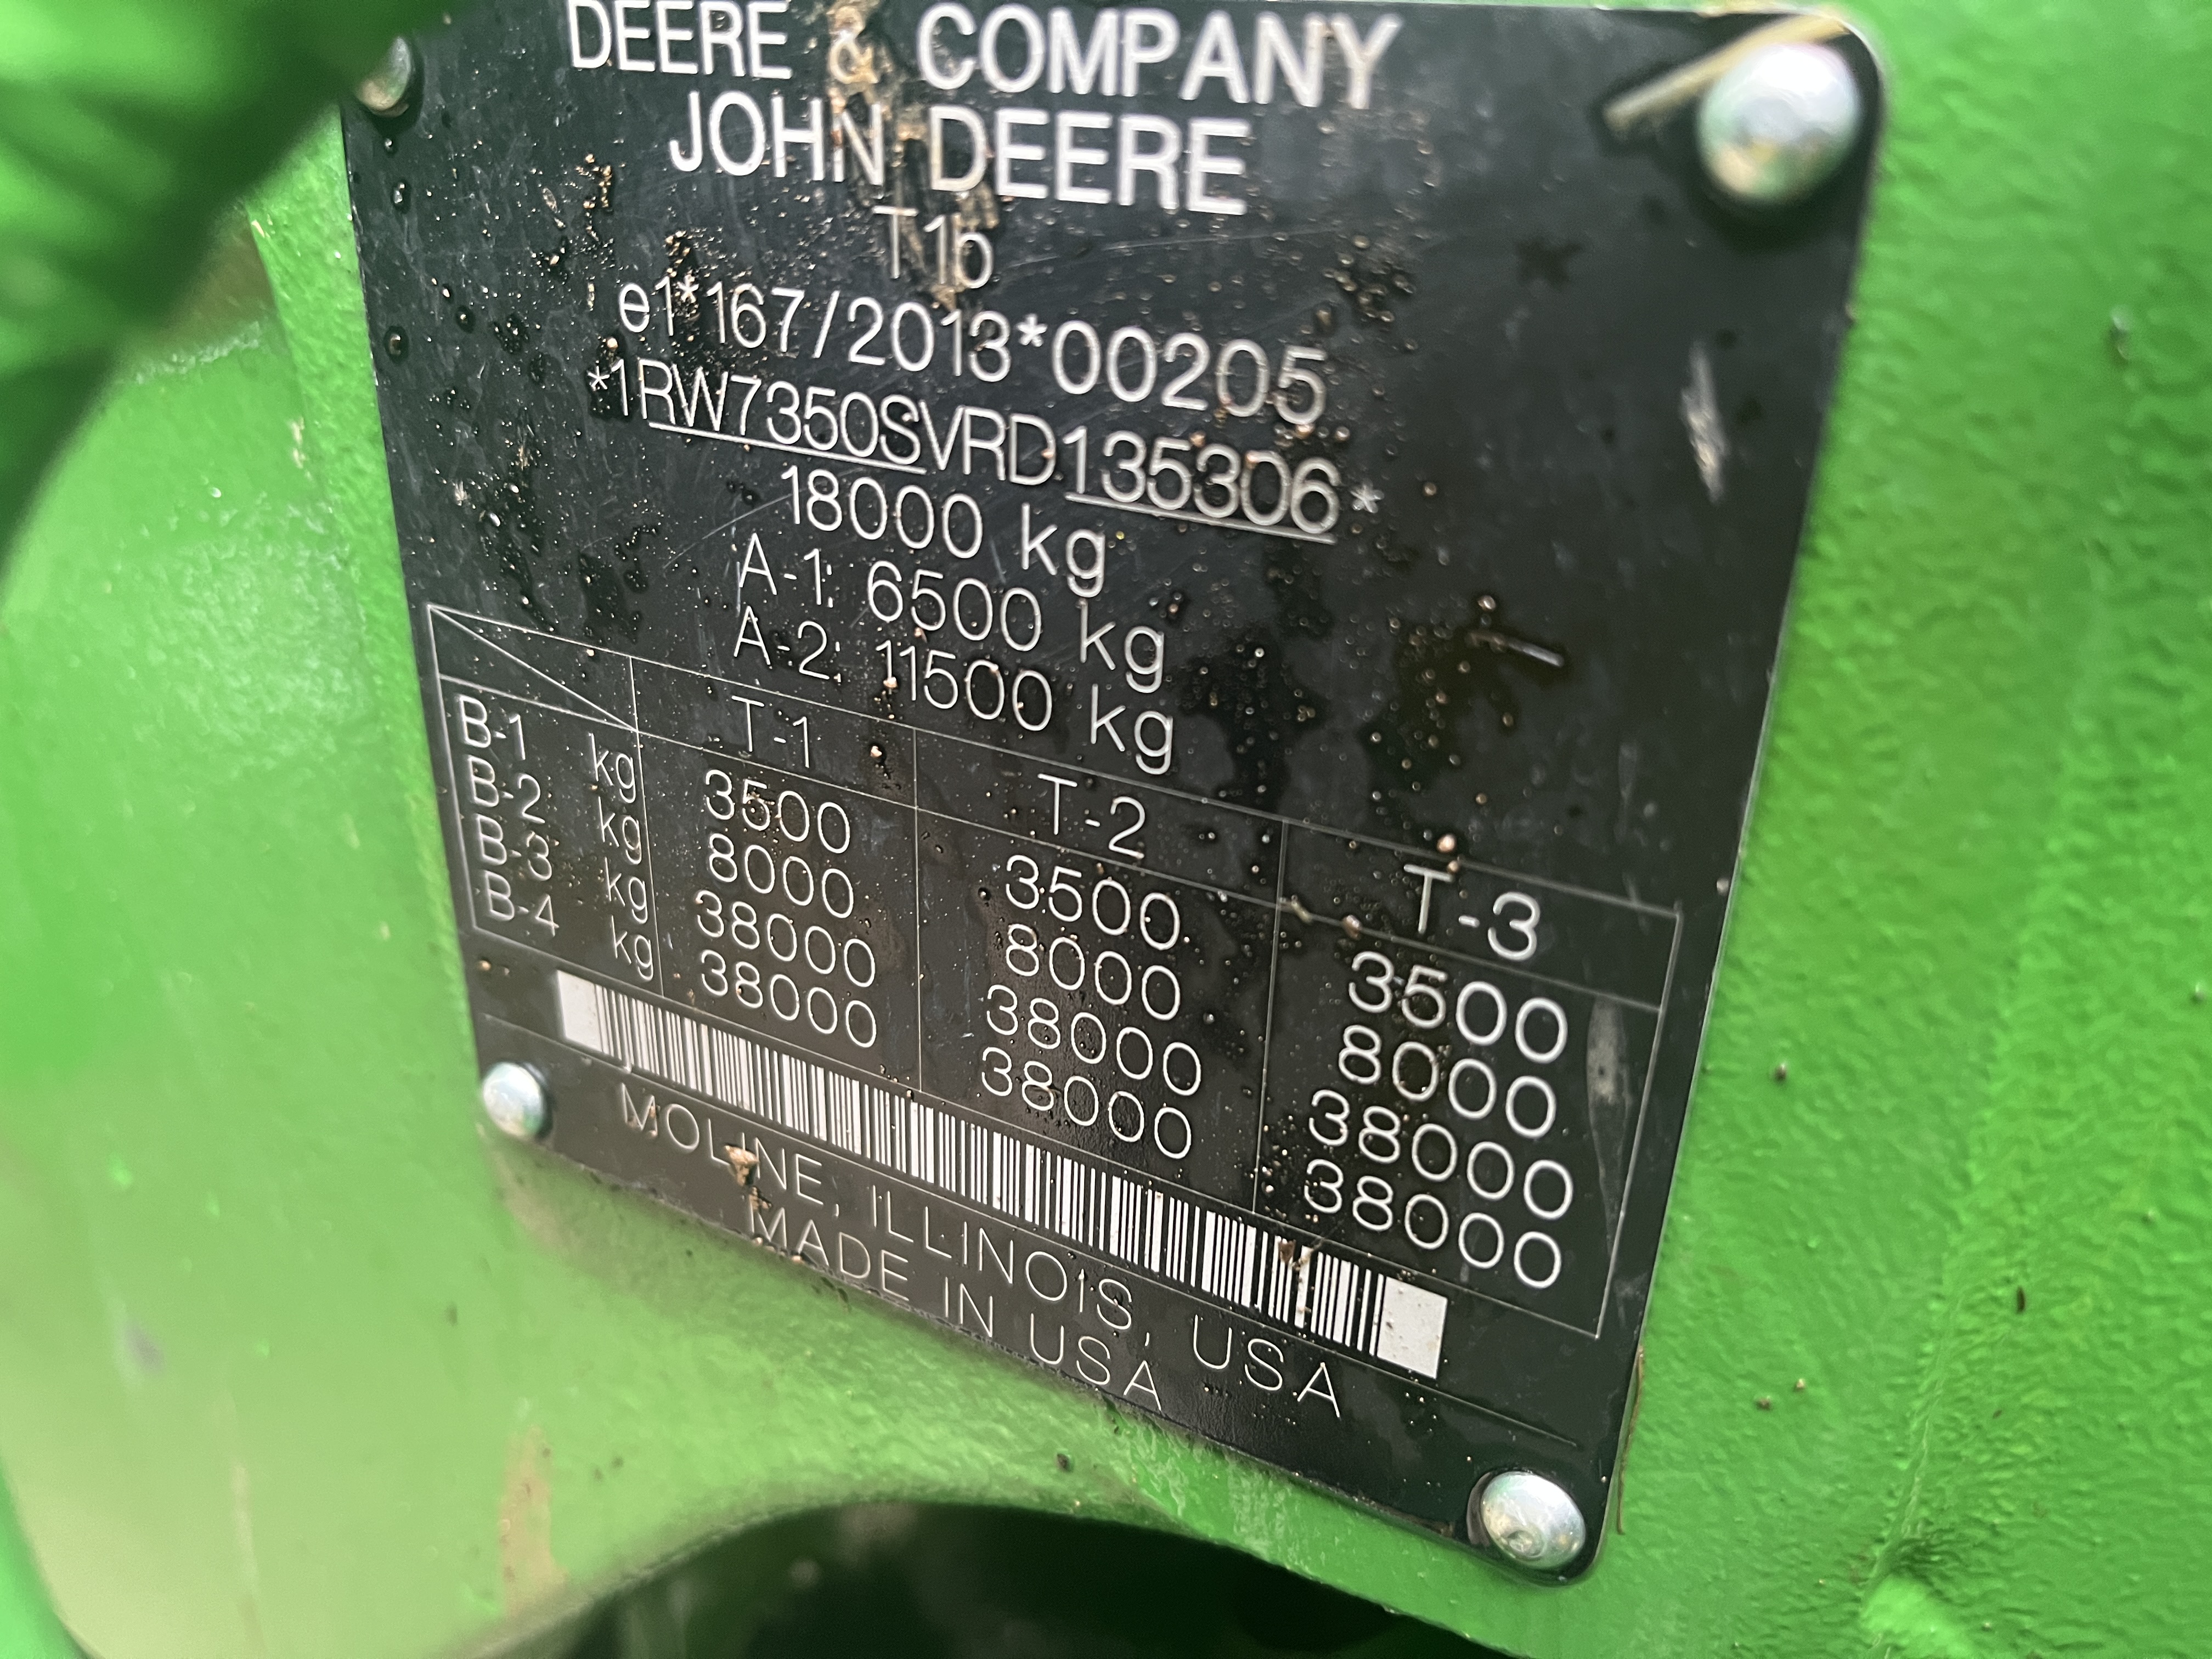 DEERE & COMPANY
JOHN DEERE
T1b
e1*167/2013*00205
*1RW7350SVRD135306*
18000 kg
A-1: 6500 kg
A-2: 11500 kg
T-1 T-2 T-3
B-1 kg 3500 3500 3500
B-2 kg 8000 8000 8000
B-3 kg 38000 38000 38000
B-4 kg 38000 38000 38000
MOLINE, ILLINOIS, USA
MADE IN USA